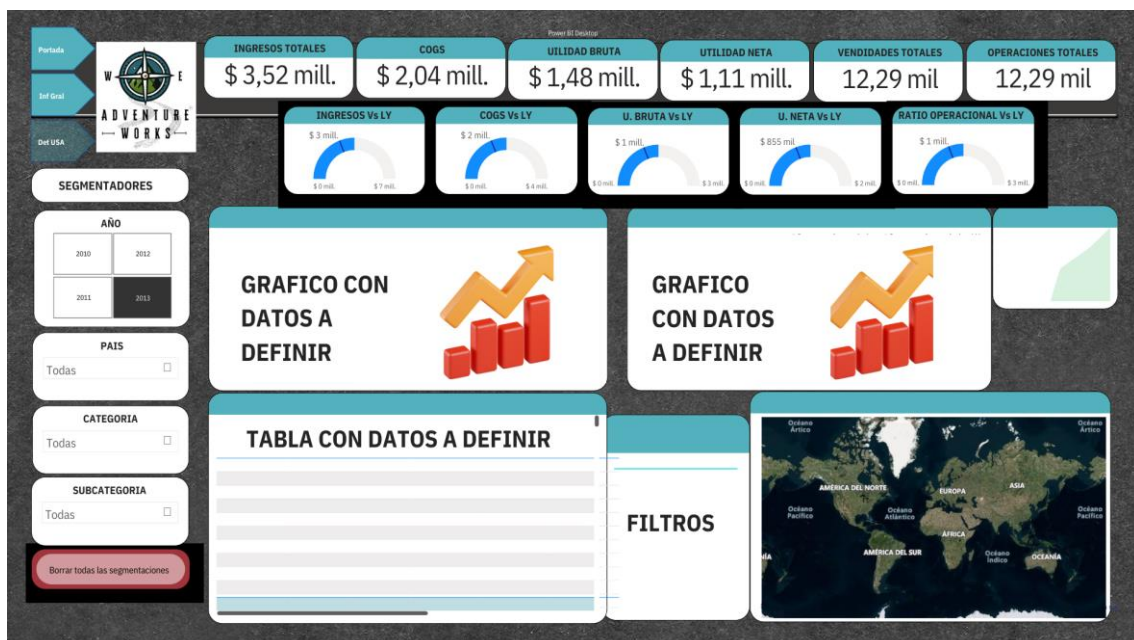 Power BI Desktop
Portada
Inf Gral
Det USA
W E
ADVENTURE
WORKS
INGRESOS TOTALES
$ 3,52 mill.
COGS
$ 2,04 mill.
UILIDAD BRUTA
$ 1,48 mill.
UTILIDAD NETA
$ 1,11 mill.
VENDIDADES TOTALES
12,29 mil
OPERACIONES TOTALES
12,29 mil
INGRESOS Vs LY
$ 3 mill.
$ 0 mill.
$ 7 mill.
COGS Vs LY
$ 2 mill.
$ 0 mill.
$ 4 mill.
U. BRUTA Vs LY
$ 1 mill.
$ 0 mill.
$ 3 mill.
U. NETA Vs LY
$ 855 mil
$ 0 mill.
$ 2 mill.
RATIO OPERACIONAL Vs LY
$ 1 mill.
$ 0 mill.
$ 3 mill.
SEGMENTADORES
AÑO
2010
2012
2011
2013
PAIS
Todas
CATEGORIA
Todas
SUBCATEGORIA
Todas
Borrar todas las segmentaciones
GRAFICO CON
DATOS A
DEFINIR
GRAFICO
CON DATOS
A DEFINIR
TABLA CON DATOS A DEFINIR
FILTROS
Océano
Ártico
Océano
Ártico
AMÉRICA DEL NORTE
EUROPA
ASIA
Océano
Pacífico
Océano
Atlántico
Océano
Pacífico
ÁFRICA
AMÉRICA DEL SUR
Océano
Índico
OCEANÍA
NÍA